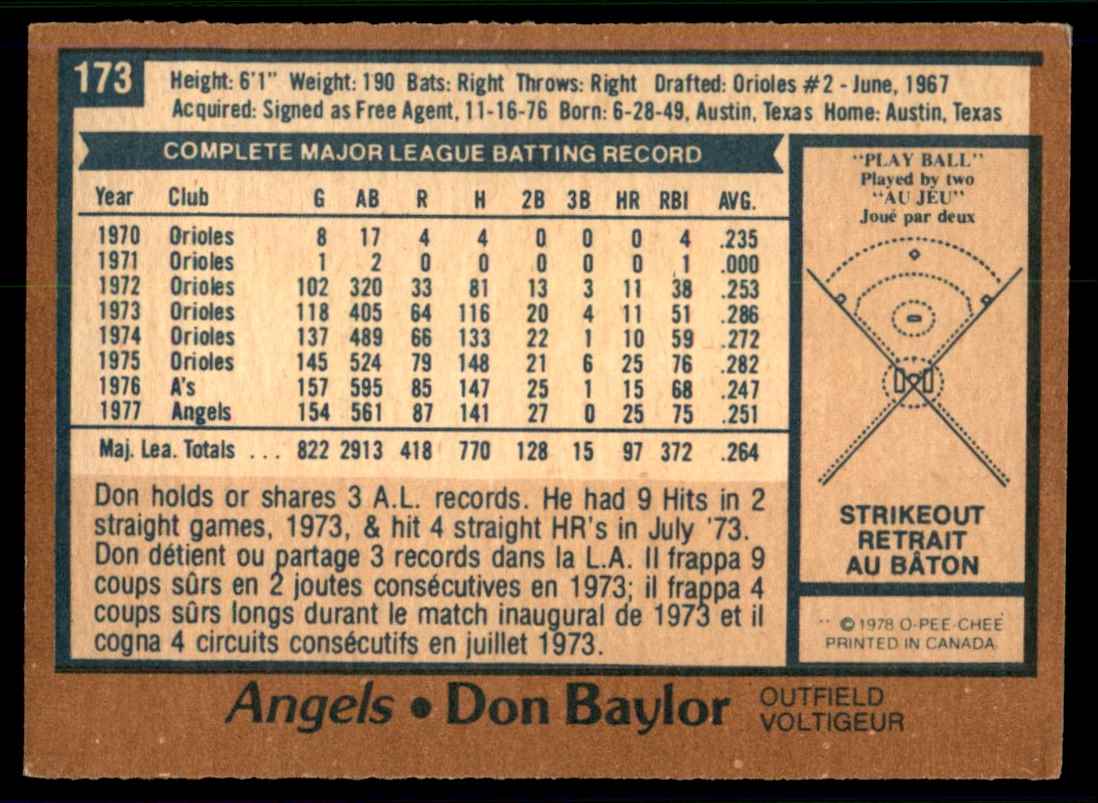 173
Height: 6'1" Weight: 190 Bats: Right Throws: Right Drafted: Orioles #2 - June, 1967
Acquired: Signed as Free Agent, 11-16-76 Born: 6-28-49, Austin, Texas Home: Austin, Texas
COMPLETE MAJOR LEAGUE BATTING RECORD
Year Club G AB R H 2B 3B HR RBI AVG.
1970 Orioles 8 17 4 4 0 0 0 4 .235
1971 Orioles 1 2 0 0 0 0 0 1 .000
1972 Orioles 102 320 33 81 13 3 11 38 .253
1973 Orioles 118 405 64 116 20 4 11 51 .286
1974 Orioles 137 489 66 133 22 1 10 59 .272
1975 Orioles 145 524 79 148 21 6 25 76 .282
1976 A's 157 595 85 147 25 1 15 68 .247
1977 Angels 154 561 87 141 27 0 25 75 .251
Maj. Lea. Totals ... 822 2913 418 770 128 15 97 372 .264
Don holds or shares 3 A.L. records. He had 9 Hits in 2
straight games, 1973, & hit 4 straight HR's in July '73.
Don détient ou partage 3 records dans la L.A. Il frappa 9
coups sûrs en 2 joutes consécutives en 1973; il frappa 4
coups sûrs longs durant le match inaugural de 1973 et il
cogna 4 circuits consécutifs en juillet 1973.
"PLAY BALL"
Played by two
"AU JEU"
Joué par deux
STRIKEOUT
RETRAIT
AU BÂTON
© 1978 O-PEE-CHEE
PRINTED IN CANADA
Angels • Don Baylor
OUTFIELD
VOLTIGEUR